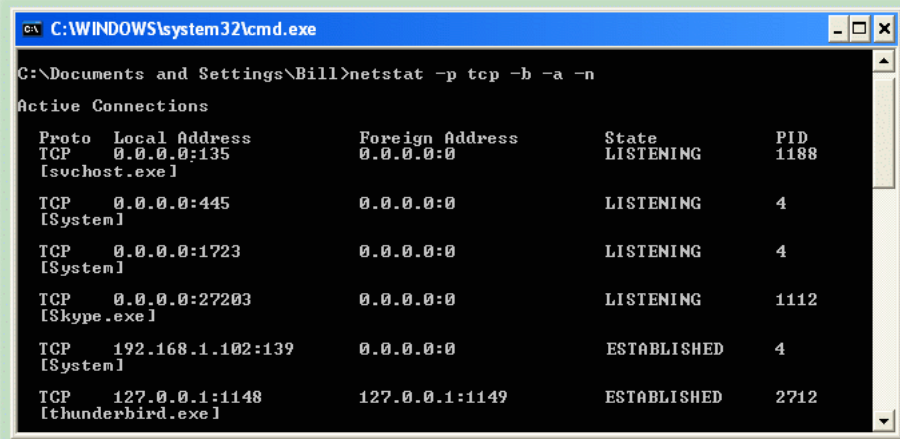 C:\WINDOWS\system32\cmd.exe
C:\Documents and Settings\Bill>netstat -p tcp -b -a -n
Active Connections
Proto Local Address Foreign Address State PID
TCP 0.0.0.0:135 0.0.0.0:0 LISTENING 1188
[svchost.exe]
TCP 0.0.0.0:445 0.0.0.0:0 LISTENING 4
[System]
TCP 0.0.0.0:1723 0.0.0.0:0 LISTENING 4
[System]
TCP 0.0.0.0:27203 0.0.0.0:0 LISTENING 1112
[Skype.exe]
TCP 192.168.1.102:139 0.0.0.0:0 ESTABLISHED 4
[System]
TCP 127.0.0.1:1148 127.0.0.1:1149 ESTABLISHED 2712
[thunderbird.exe]